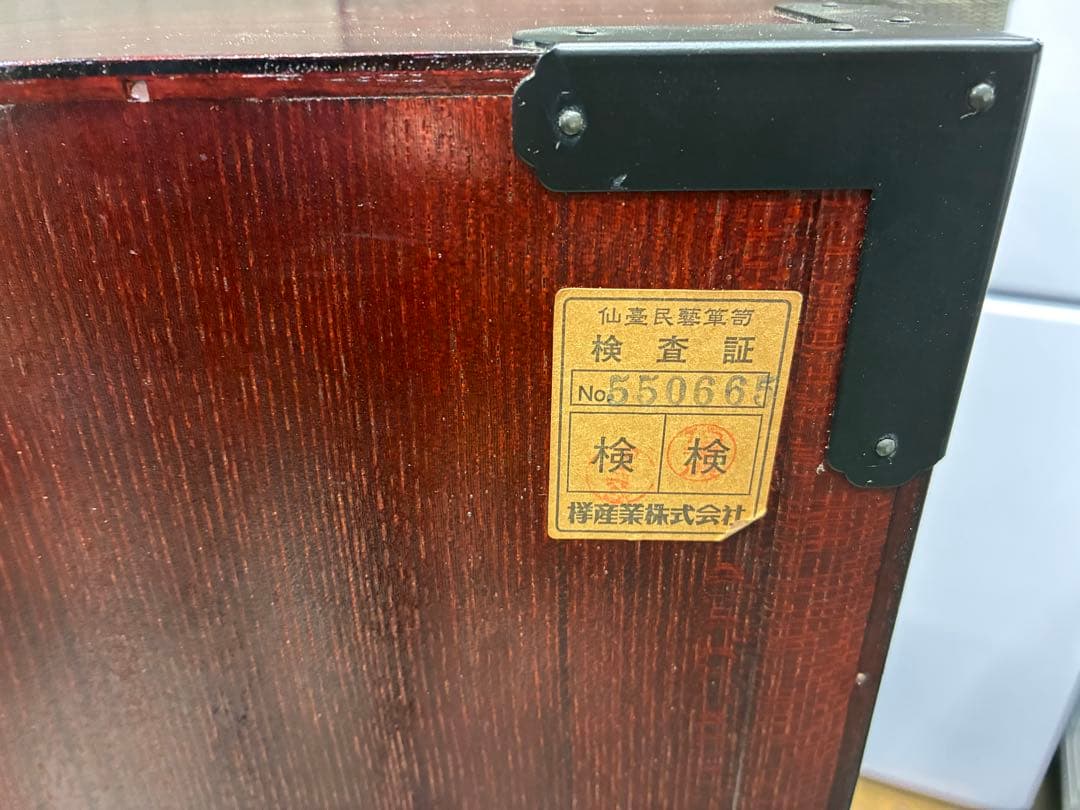 仙臺民藝箪笥
検査証
No.550665
検 検
欅産業株式会社